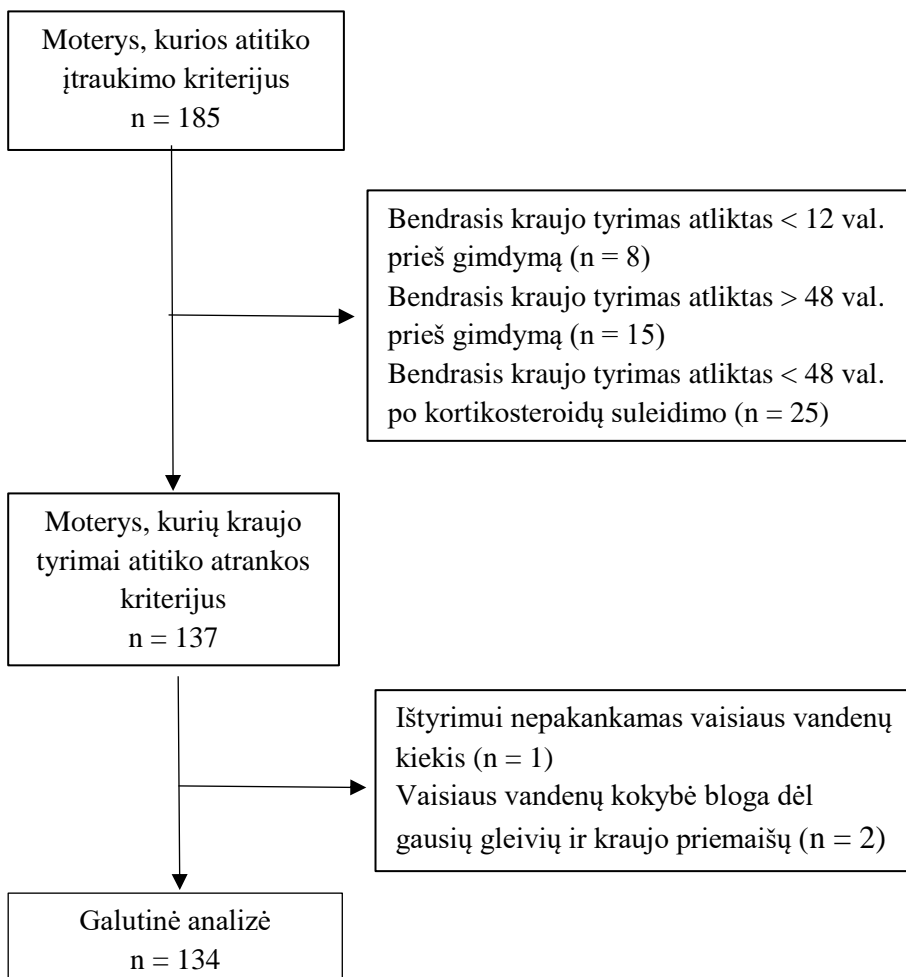 Moterys, kurios atitiko
įtraukimo kriterijus
n = 185
Bendrasis kraujo tyrimas atliktas < 12 val.
prieš gimdymą (n = 8)
Bendrasis kraujo tyrimas atliktas > 48 val.
prieš gimdymą (n = 15)
Bendrasis kraujo tyrimas atliktas < 48 val.
po kortikosteroidų suleidimo (n = 25)
Moterys, kurių kraujo
tyrimai atitiko atrankos
kriterijus
n = 137
Ištyrimui nepakankamas vaisiaus vandenų
kiekis (n = 1)
Vaisiaus vandenų kokybė bloga dėl
gausių gleivių ir kraujo priemaišų (n = 2)
Galutinė analizė
n = 134